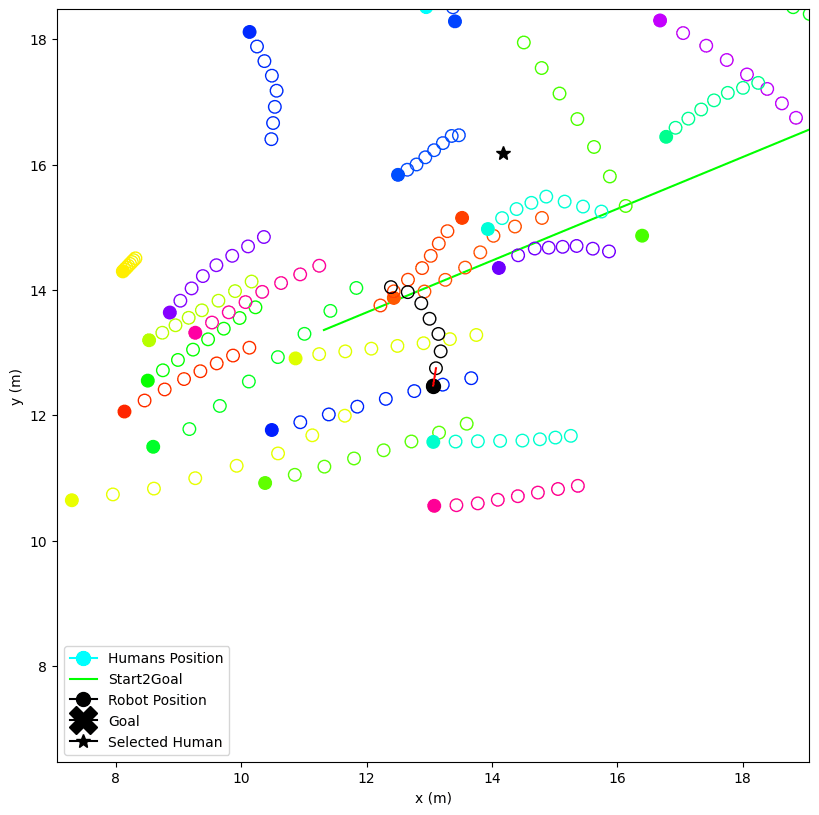 18
16
14
12
10
8
y (m)
Humans Position
Start2Goal
Robot Position
Goal
Selected Human
8 10 12 14 16 18
x (m)